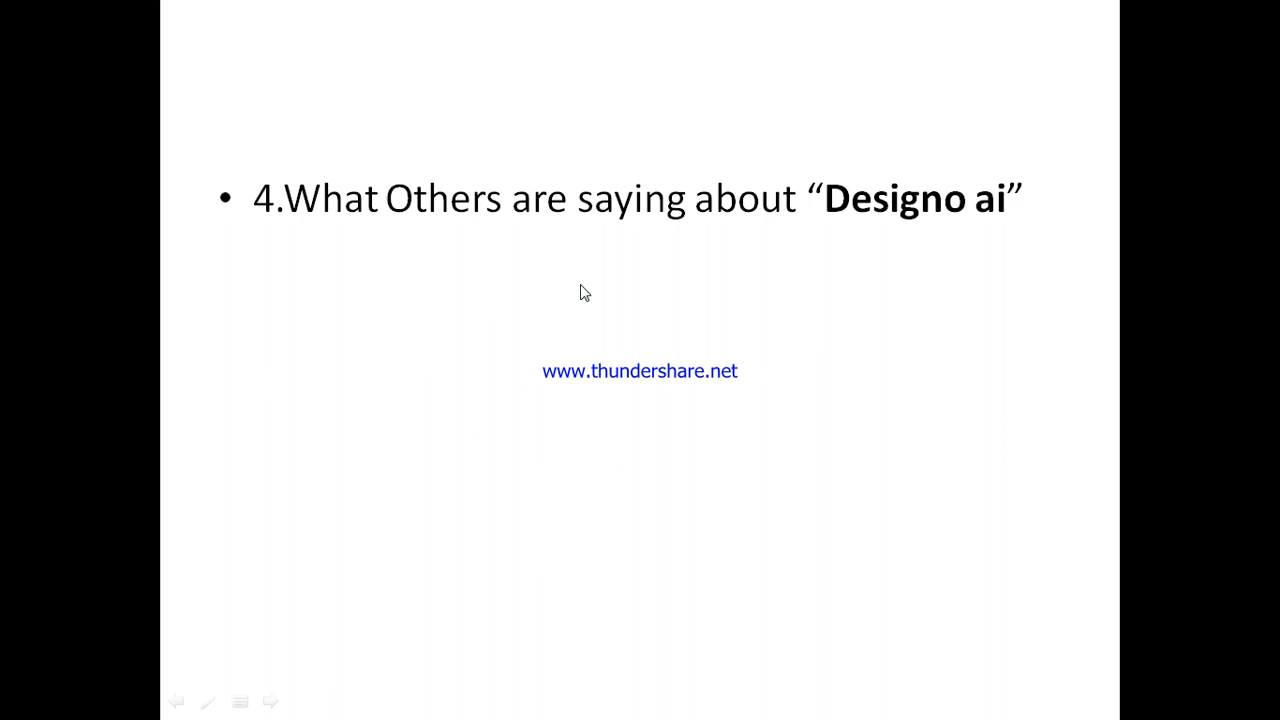 • 4.What Others are saying about “Designo ai”
www.thundershare.net